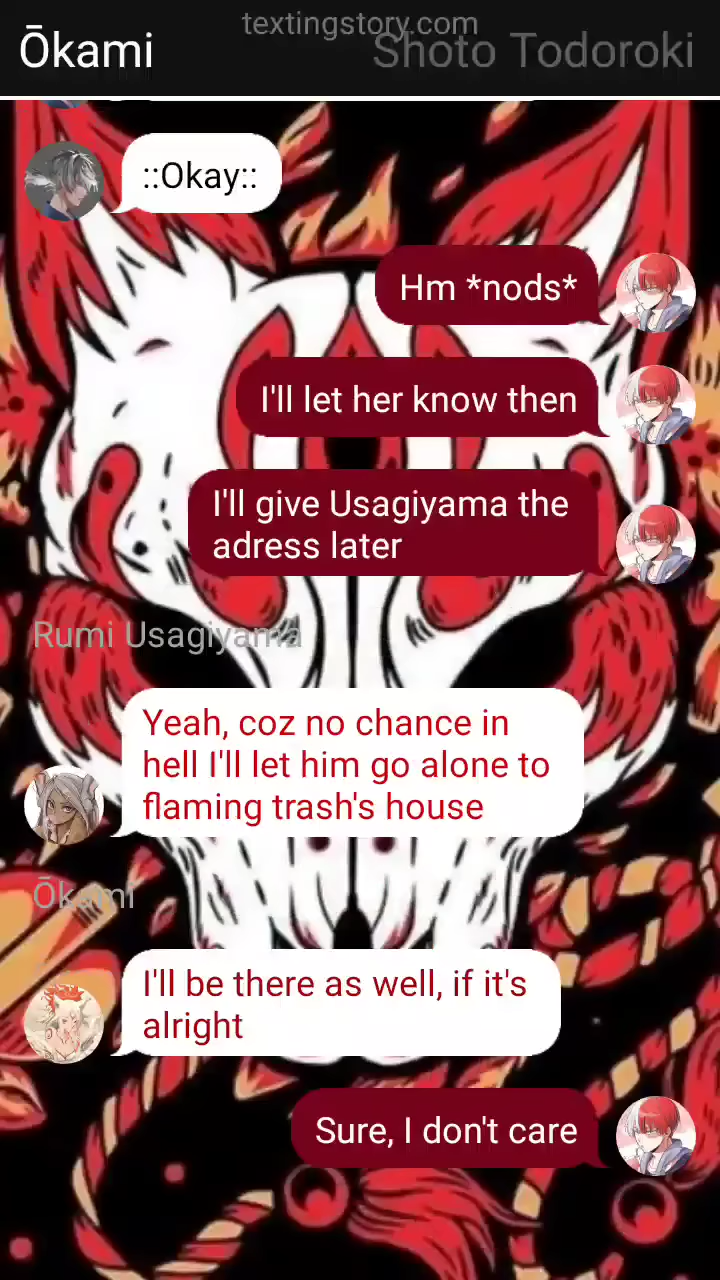 textingstory.com
Ōkami
Shoto Todoroki
::Okay::
Hm *nods*
I'll let her know then
I'll give Usagiyama the
adress later
Rumi Usagiyama
Yeah, coz no chance in
hell I'll let him go alone to
flaming trash's house
Ōkami
I'll be there as well, if it's
alright
Sure, I don't care